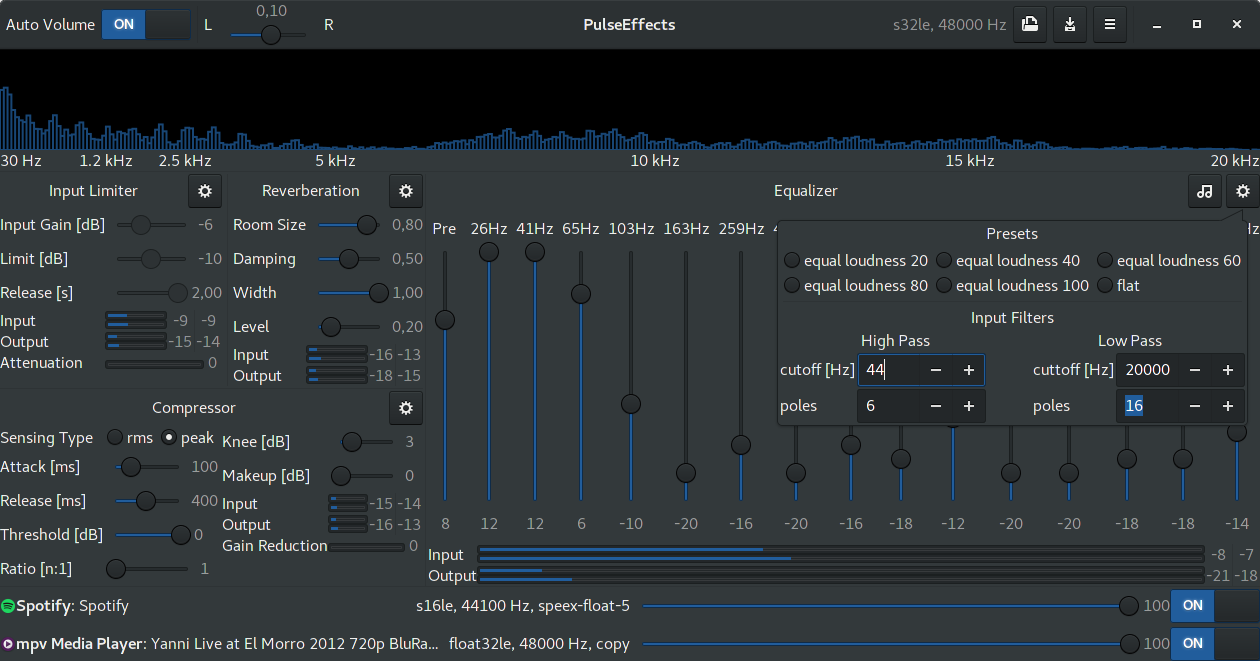 Auto Volume ON L 0,10 R PulseEffects s32le, 48000 Hz
30 Hz 1.2 kHz 2.5 kHz 5 kHz 10 kHz 15 kHz 20 kHz
Input Limiter
Input Gain [dB] -6
Limit [dB] -10
Release [s] 2,00
Input -9 -9
Output -15 -14
Attenuation 0
Reverberation
Room Size 0,80
Damping 0,50
Width 1,00
Level 0,20
Input -16 -13
Output -18 -15
Compressor
Sensing Type rms peak
Attack [ms] 100
Release [ms] 400
Threshold [dB] 0
Ratio [n:1] 1
Knee [dB] 3
Makeup [dB] 0
Input -15 -14
Output -16 -13
Gain Reduction 0
Equalizer
Pre 26Hz 41Hz 65Hz 103Hz 163Hz 259Hz
Presets
equal loudness 20 equal loudness 40 equal loudness 60
equal loudness 80 equal loudness 100 flat
Input Filters
High Pass Low Pass
cutoff [Hz] 44 − + cuttoff [Hz] 20000 − +
poles 6 − + poles 16 − +
8 12 12 6 -10 -20 -16 -20 -16 -18 -12 -20 -20 -18 -18 -14
Input -8 -7
Output -21 -18
Spotify: Spotify s16le, 44100 Hz, speex-float-5 100 ON
mpv Media Player: Yanni Live at El Morro 2012 720p BluRa... float32le, 48000 Hz, copy 100 ON